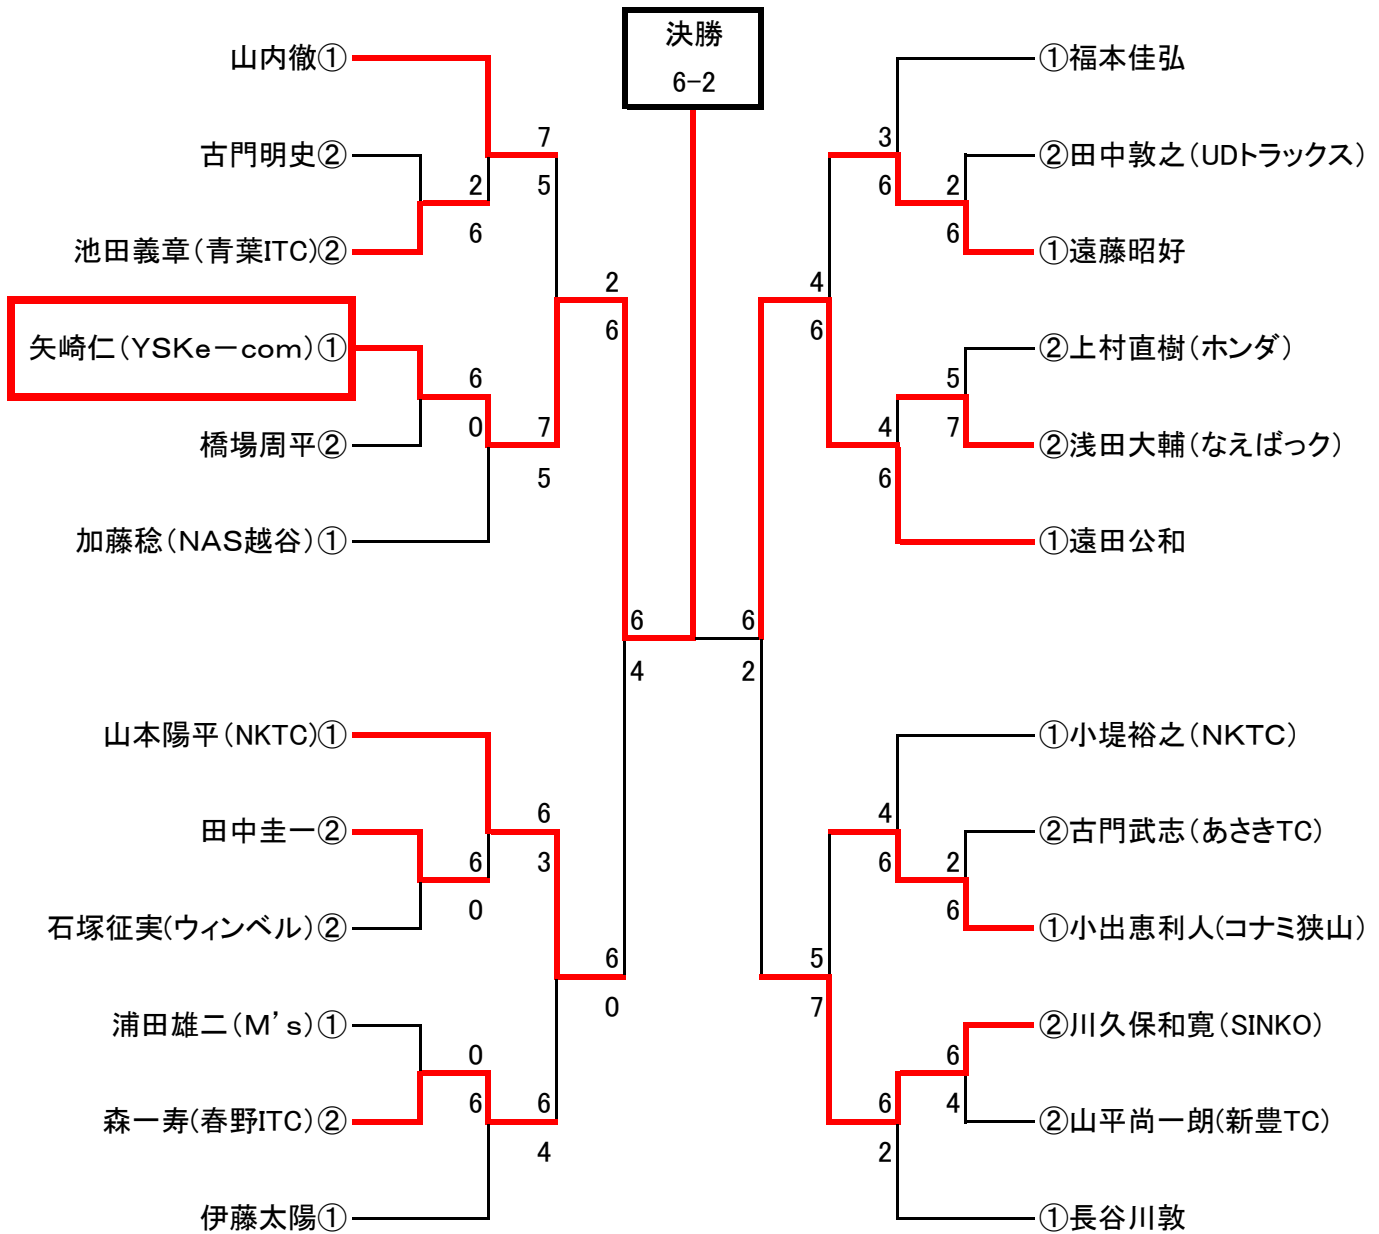 決勝
6-2
山内徹①
7
古門明史②
2
5
池田義章(青葉ITC)②
6
2
矢崎仁(YSKe-com)①
6
6
橋場周平②
0
7
5
加藤稔(NAS越谷)①
6
4
山本陽平(NKTC)①
6
田中圭一②
6
3
石塚征実(ウィンベル)②
0
6
浦田雄二(M's)①
0
0
森一寿(春野ITC)②
6
6
4
伊藤太陽①
①福本佳弘
3
②田中敦之(UDトラックス)
6
2
①遠藤昭好
6
4
②上村直樹(ホンダ)
6
5
②浅田大輔(なえばっク)
4
7
6
①遠田公和
6
2
①小堤裕之(NKTC)
4
②古門武志(あさきTC)
6
2
①小出恵利人(コナミ狭山)
6
5
②川久保和寛(SINKO)
7
6
②山平尚一朗(新豊TC)
6
4
2
①長谷川敦